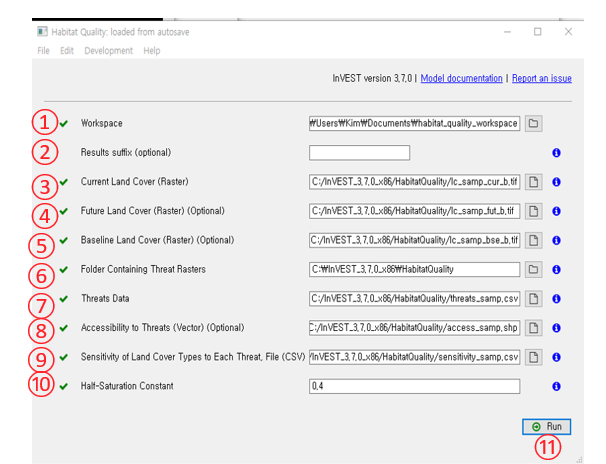 Habitat Quality: loaded from autosave
File Edit Development Help
InVEST version 3,7,0 | Model documentation | Report an issue
① Workspace ₩Users₩Kim₩Documents₩habitat_quality_workspace
② Results suffix (optional)
③ Current Land Cover (Raster) C:/InVEST_3,7,0_x86/HabitatQuality/lc_samp_cur_b,tif
④ Future Land Cover (Raster) (Optional) C:/InVEST_3,7,0_x86/HabitatQuality/lc_samp_fut_b,tif
⑤ Baseline Land Cover (Raster) (Optional) C:/InVEST_3,7,0_x86/HabitatQuality/lc_samp_bse_b,tif
⑥ Folder Containing Threat Rasters C:₩InVEST_3,7,0_x86₩HabitatQuality
⑦ Threats Data C:/InVEST_3,7,0_x86/HabitatQuality/threats_samp,csv
⑧ Accessibility to Threats (Vector) (Optional) C:/InVEST_3,7,0_x86/HabitatQuality/access_samp,shp
⑨ Sensitivity of Land Cover Types to Each Threat, File (CSV) /InVEST_3,7,0_x86/HabitatQuality/sensitivity_samp,csv
⑩ Half-Saturation Constant 0,4
Run
⑪